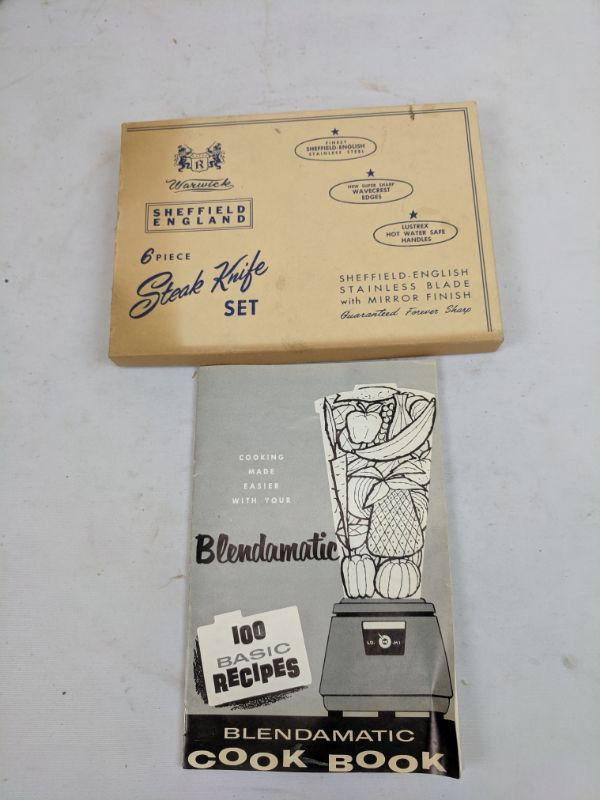 R
Warwick
SHEFFIELD
ENGLAND
6 PIECE
Steak Knife
SET
FINEST
SHEFFIELD-ENGLISH
STAINLESS STEEL
NEW SUPER SHARP
WAVECREST
EDGES
LUSTREX
HOT WATER SAFE
HANDLES
SHEFFIELD-ENGLISH
STAINLESS BLADE
with MIRROR FINISH
Guaranteed Forever Sharp
COOKING
MADE
EASIER
WITH YOUR
Blendamatic
100
BASIC
RECIPES
LO. HI
BLENDAMATIC
COOK BOOK